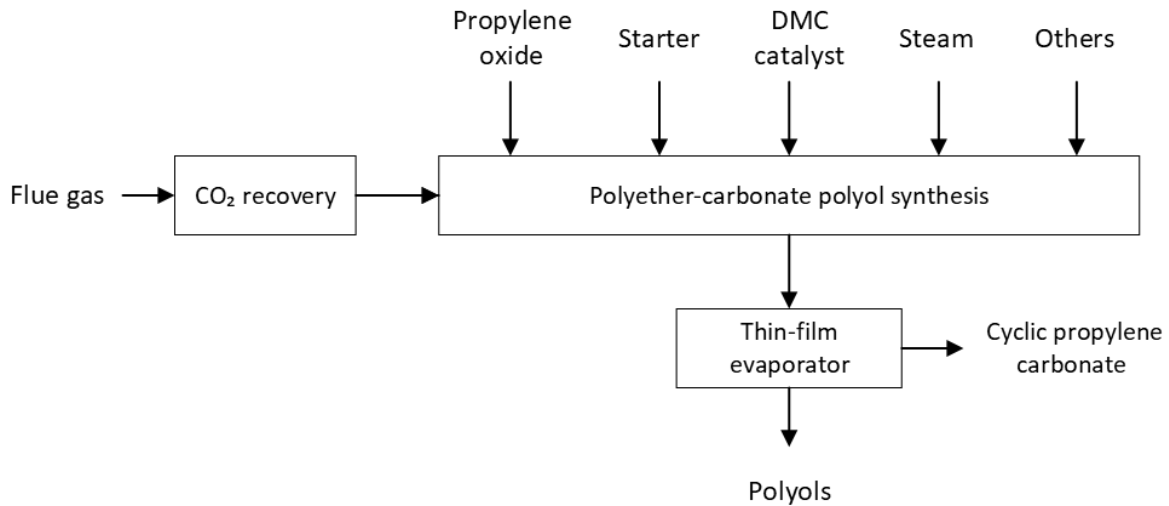 Propylene
oxide
Starter
DMC
catalyst
Steam
Others
Flue gas
CO₂ recovery
Polyether-carbonate polyol synthesis
Thin-film
evaporator
Cyclic propylene
carbonate
Polyols